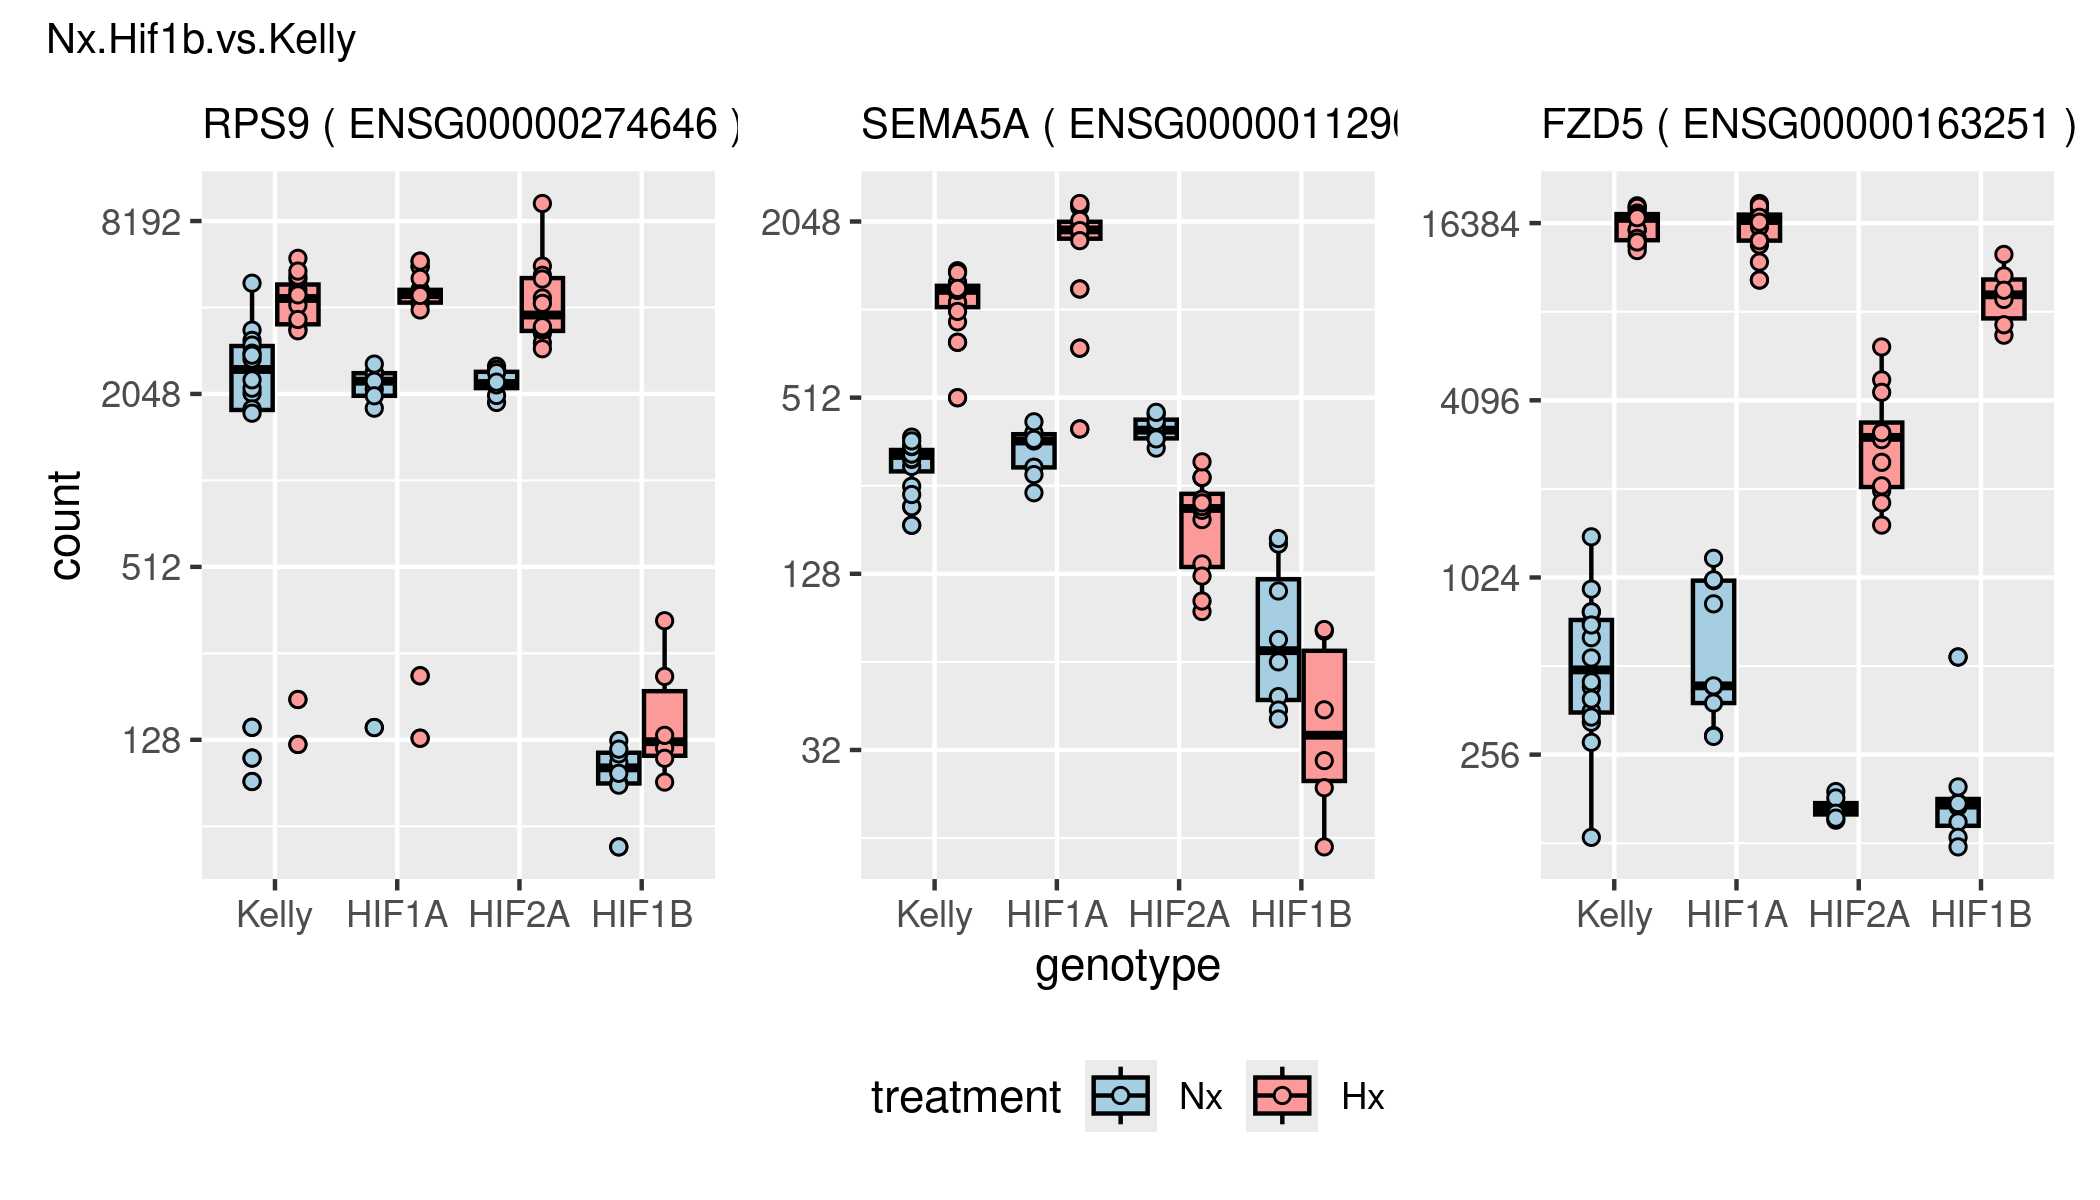 Nx.Hif1b.vs.Kelly
RPS9 ( ENSG00000274646 )
SEMA5A ( ENSG0000011290
FZD5 ( ENSG00000163251 )
count
8192
2048
512
128
Kelly HIF1A HIF2A HIF1B
2048
512
128
32
Kelly HIF1A HIF2A HIF1B
16384
4096
1024
256
Kelly HIF1A HIF2A HIF1B
genotype
treatment Nx Hx